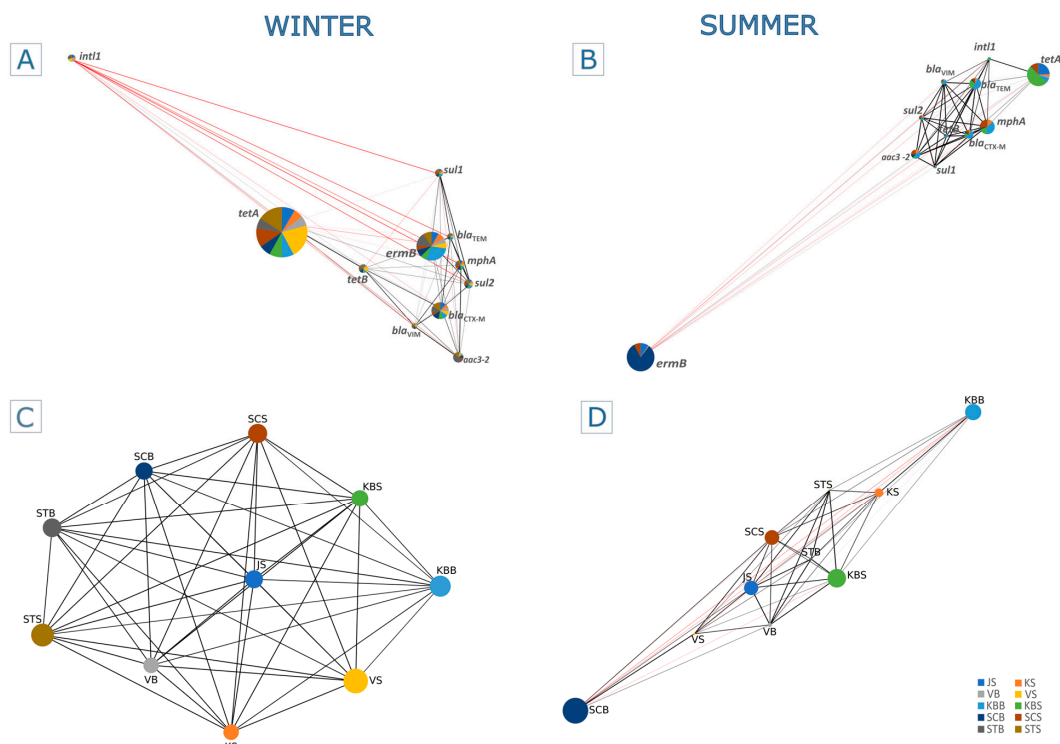 WINTER
SUMMER
A
intl1
sul1
tetA
blaTEM
ermB
mphA
tetB
sul2
blaCTX-M
blaVIM
aac3-2
B
intl1
tetA
blaVIM
blaTEM
sul2
mphA
blaCTX-M
aac3 -2
sul1
ermB
C
SCS
SCB
KBS
STB
JS
KBB
STS
VB
VS
D
KBB
STS
KS
SCS
STB
JS
KBS
VS
VB
SCB
JS KS
VB VS
KBB KBS
SCB SCS
STB STS